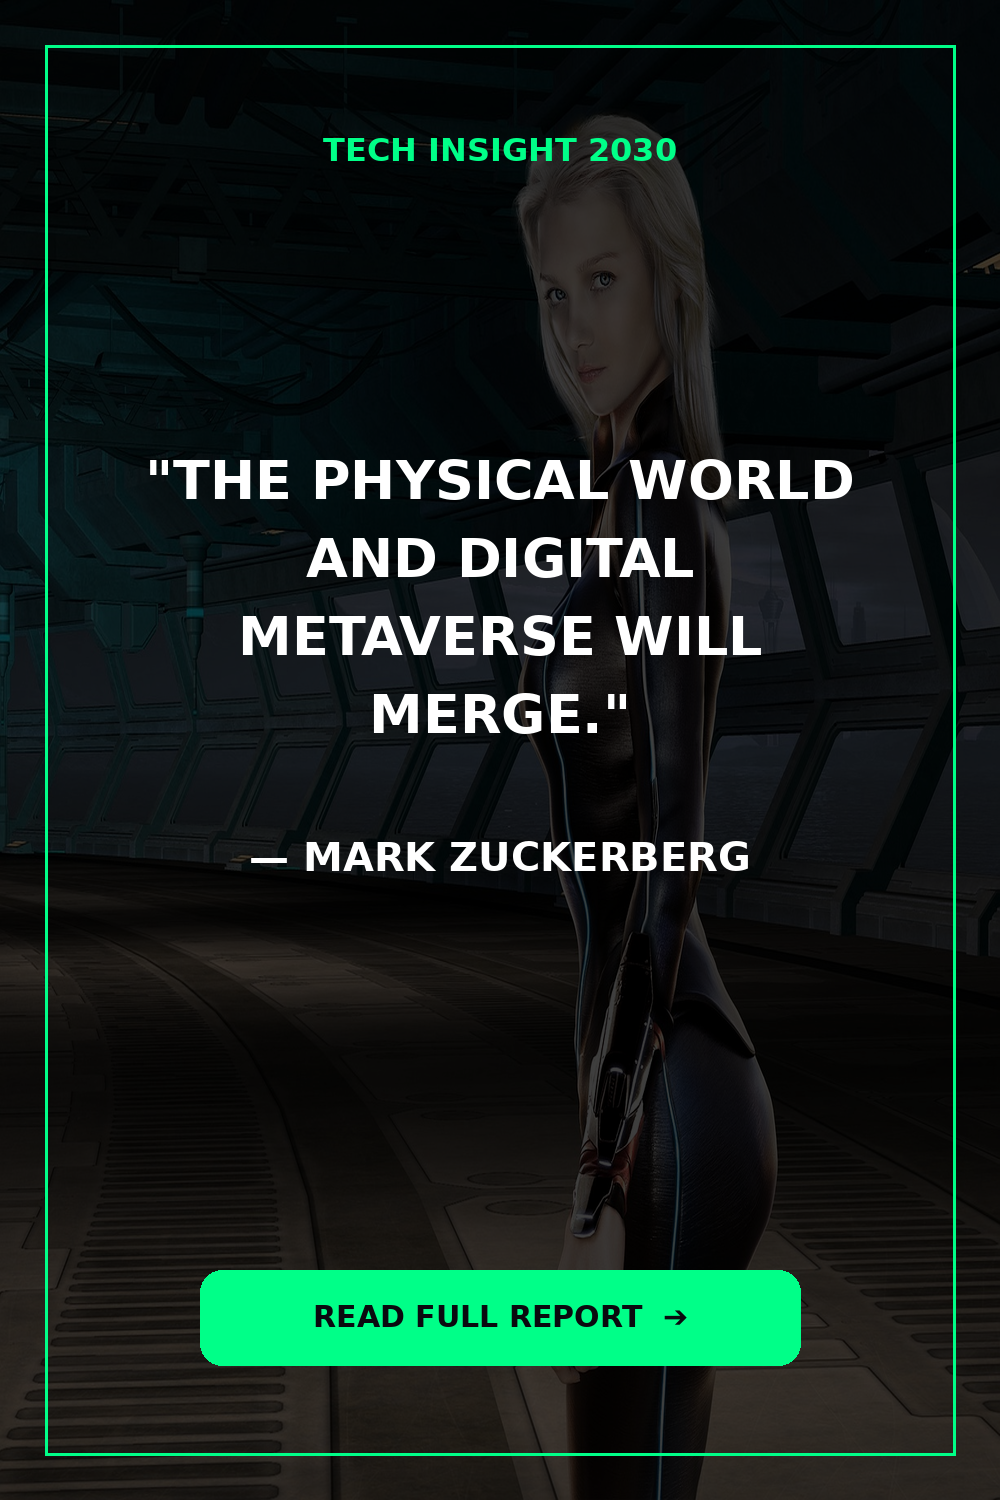 TECH INSIGHT 2030
"THE PHYSICAL WORLD
AND DIGITAL
METAVERSE WILL
MERGE."
— MARK ZUCKERBERG
READ FULL REPORT ➔